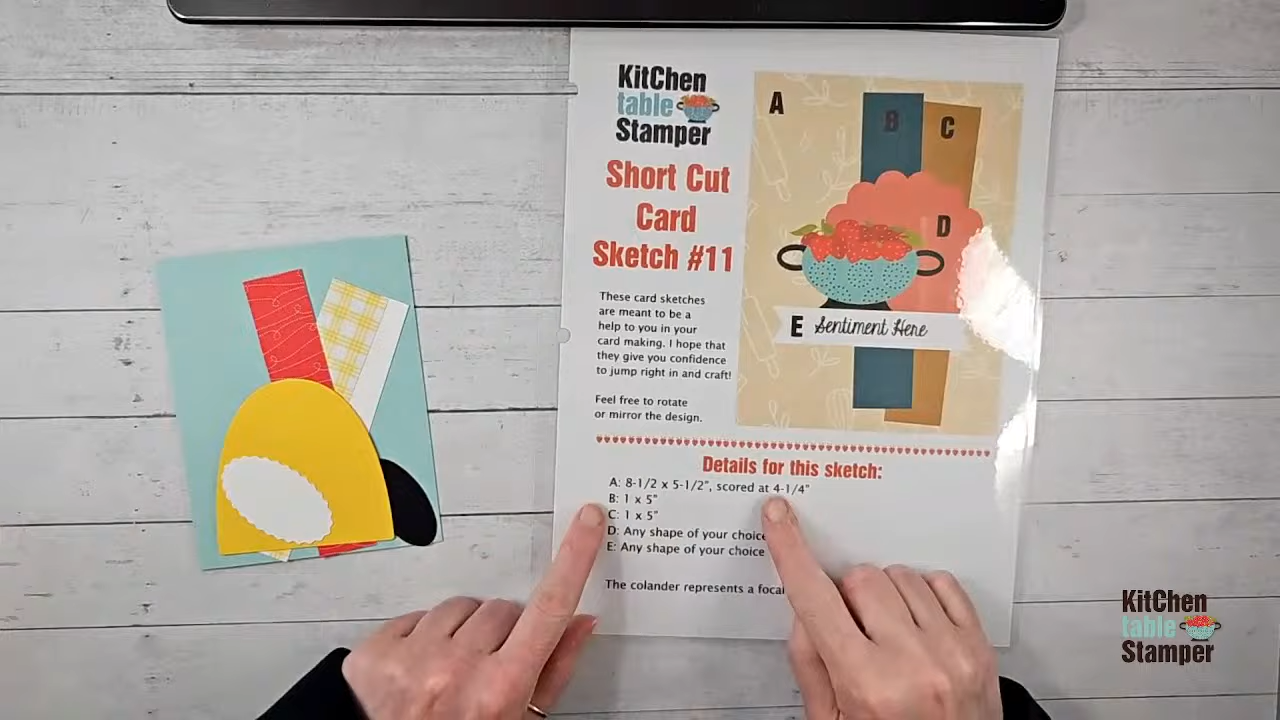 KitChen
table
Stamper
Short Cut
Card
Sketch #11
These card sketches
are meant to be a
help to you in your
card making. I hope that
they give you confidence
to jump right in and craft!
Feel free to rotate
or mirror the design.
A
B
C
D
E Sentiment Here
Details for this sketch:
A: 8-1/2 x 5-1/2", scored at 4-1/4"
B: 1 x 5"
C: 1 x 5"
D: Any shape of your choice
E: Any shape of your choice
The colander represents a focal
KitChen
table
Stamper